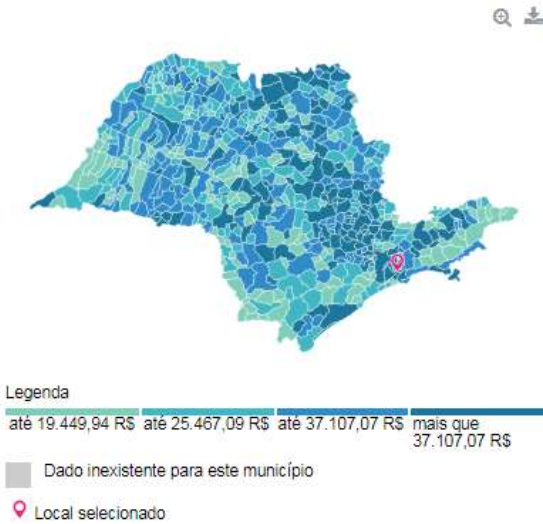 Legenda
até 19.449,94 R$ até 25.467,09 R$ até 37.107,07 R$ mais que
37.107,07 R$
Dado inexistente para este município
Local selecionado